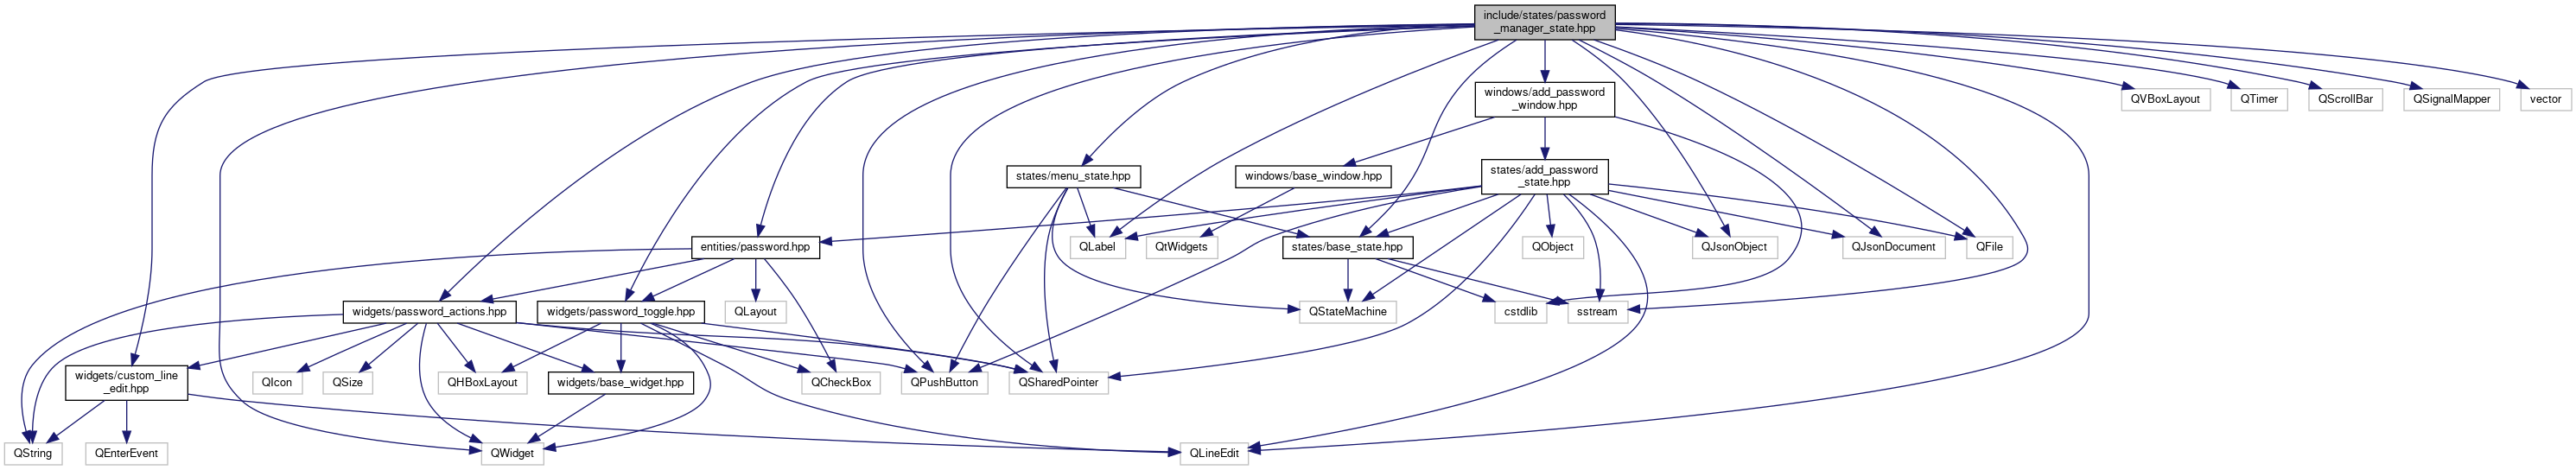 include/states/password
_manager_state.hpp
windows/add_password
_window.hpp
QVBoxLayout
QTimer
QScrollBar
QSignalMapper
vector
states/menu_state.hpp
windows/base_window.hpp
states/add_password
_state.hpp
entities/password.hpp
QLabel
QtWidgets
states/base_state.hpp
QObject
QJsonObject
QJsonDocument
QFile
widgets/password_actions.hpp
widgets/password_toggle.hpp
QLayout
QStateMachine
cstdlib
sstream
widgets/custom_line
_edit.hpp
QIcon
QSize
QHBoxLayout
widgets/base_widget.hpp
QCheckBox
QPushButton
QSharedPointer
QString
QEnterEvent
QWidget
QLineEdit